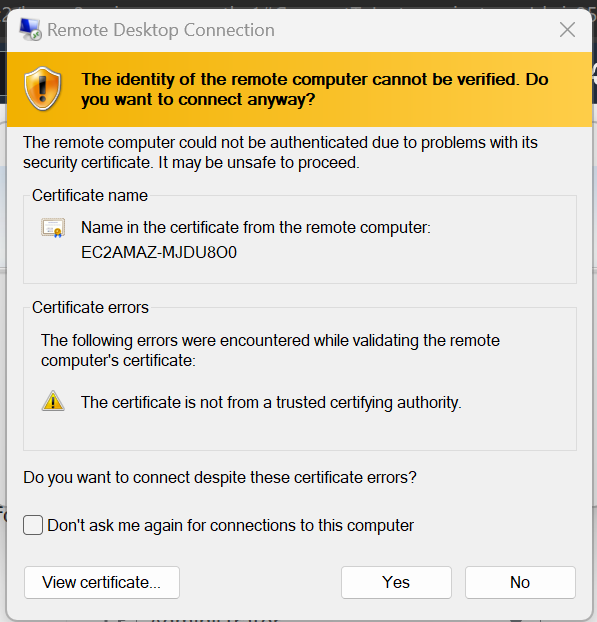 Remote Desktop Connection
The identity of the remote computer cannot be verified. Do
you want to connect anyway?
The remote computer could not be authenticated due to problems with its
security certificate. It may be unsafe to proceed.
Certificate name
Name in the certificate from the remote computer:
EC2AMAZ-MJDU8O0
Certificate errors
The following errors were encountered while validating the remote
computer's certificate:
The certificate is not from a trusted certifying authority.
Do you want to connect despite these certificate errors?
Don't ask me again for connections to this computer
View certificate...
Yes
No